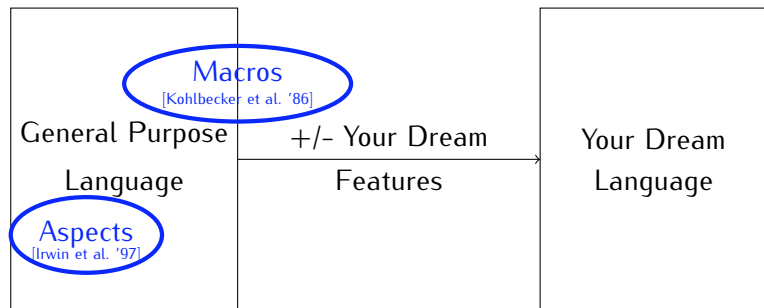 Macros
[Kohlbecker et al. '86]
General Purpose
Language
Aspects
[Irwin et al. '97]
+/- Your Dream
Features
Your Dream
Language